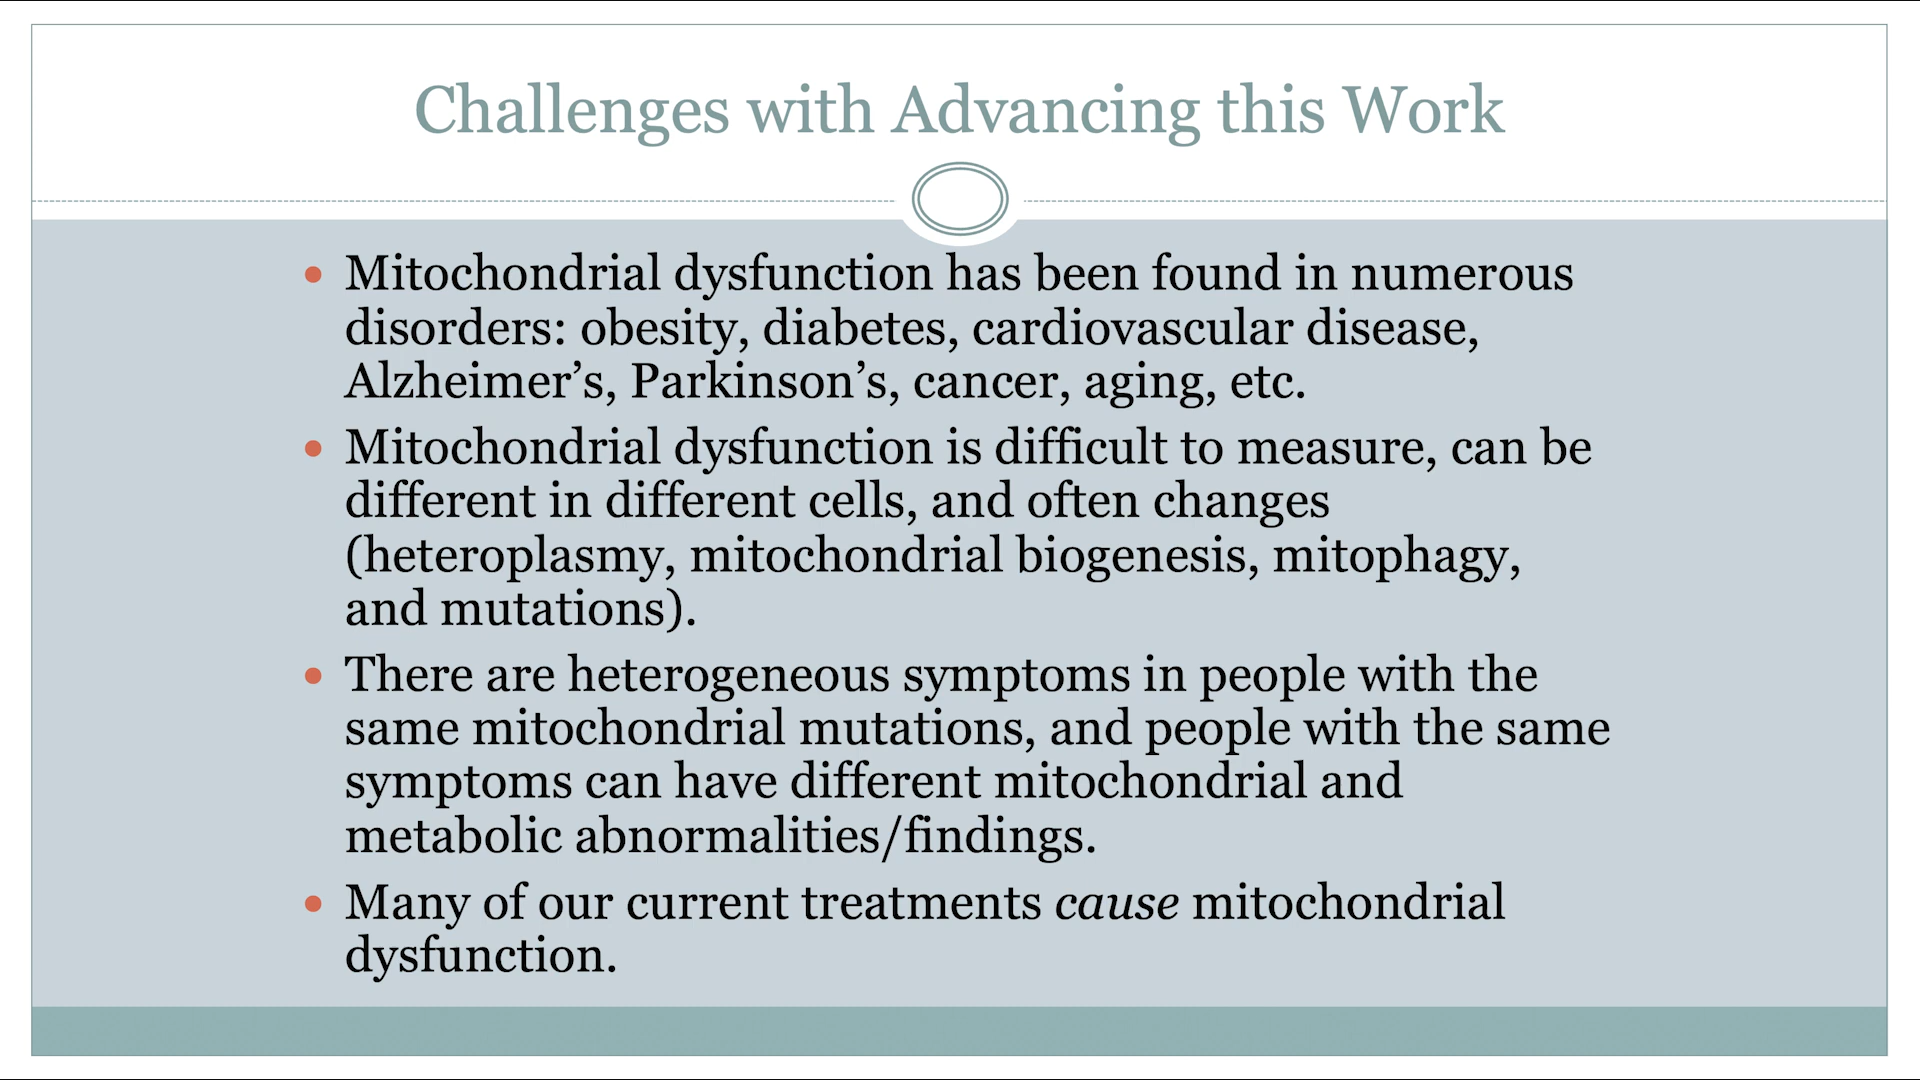 Challenges with Advancing this Work
• Mitochondrial dysfunction has been found in numerous
disorders: obesity, diabetes, cardiovascular disease,
Alzheimer’s, Parkinson’s, cancer, aging, etc.
• Mitochondrial dysfunction is difficult to measure, can be
different in different cells, and often changes
(heteroplasmy, mitochondrial biogenesis, mitophagy,
and mutations).
• There are heterogeneous symptoms in people with the
same mitochondrial mutations, and people with the same
symptoms can have different mitochondrial and
metabolic abnormalities/findings.
• Many of our current treatments cause mitochondrial
dysfunction.